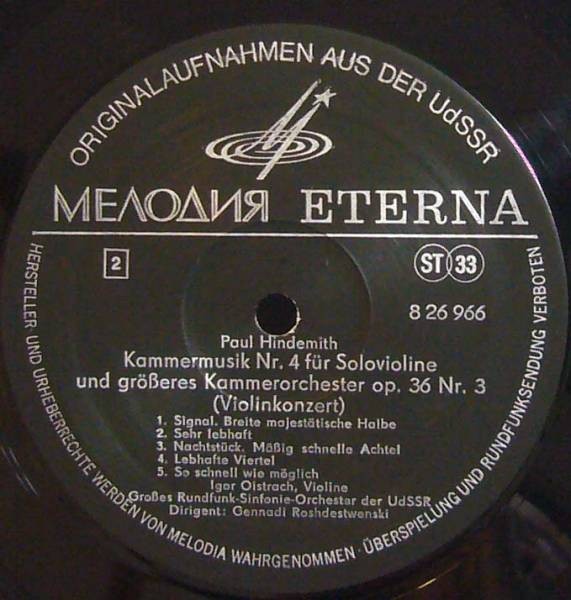 ORIGINALAUFNAHMEN AUS DER UdSSR
МЕЛОДИЯ ETERNA
2
ST 33
8 26 966
Paul Hindemith
Kammermusik Nr. 4 für Solovioline
und größeres Kammerorchester op. 36 Nr. 3
(Violinkonzert)
1. Signal. Breite majestätische Halbe
2. Sehr lebhaft
3. Nachtstück. Mäßig schnelle Achtel
4. Lebhafte Viertel
5. So schnell wie möglich
Igor Oistrach, Violine
Großes Rundfunk-Sinfonie-Orchester der UdSSR
Dirigent: Gennadi Roshdestwenski
HERSTELLER UND URHEBERRECHTE WERDEN VON MELODIA WAHRGENOMMEN · ÜBERSPIELUNG UND RUNDFUNKSENDUNG VERBOTEN